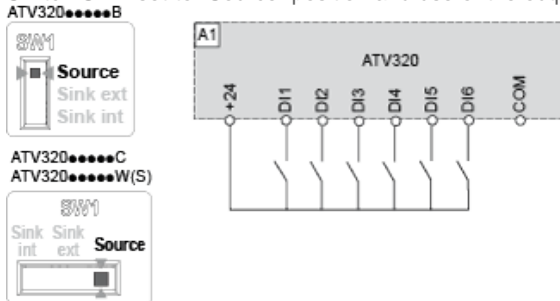 ATV320●●●●●B
SW1
Source
Sink ext
Sink int
ATV320●●●●●C
ATV320●●●●●W(S)
SW1
Sink int
Sink ext
Source
A1
ATV320
+24
DI1
DI2
DI3
DI4
DI5
DI6
COM